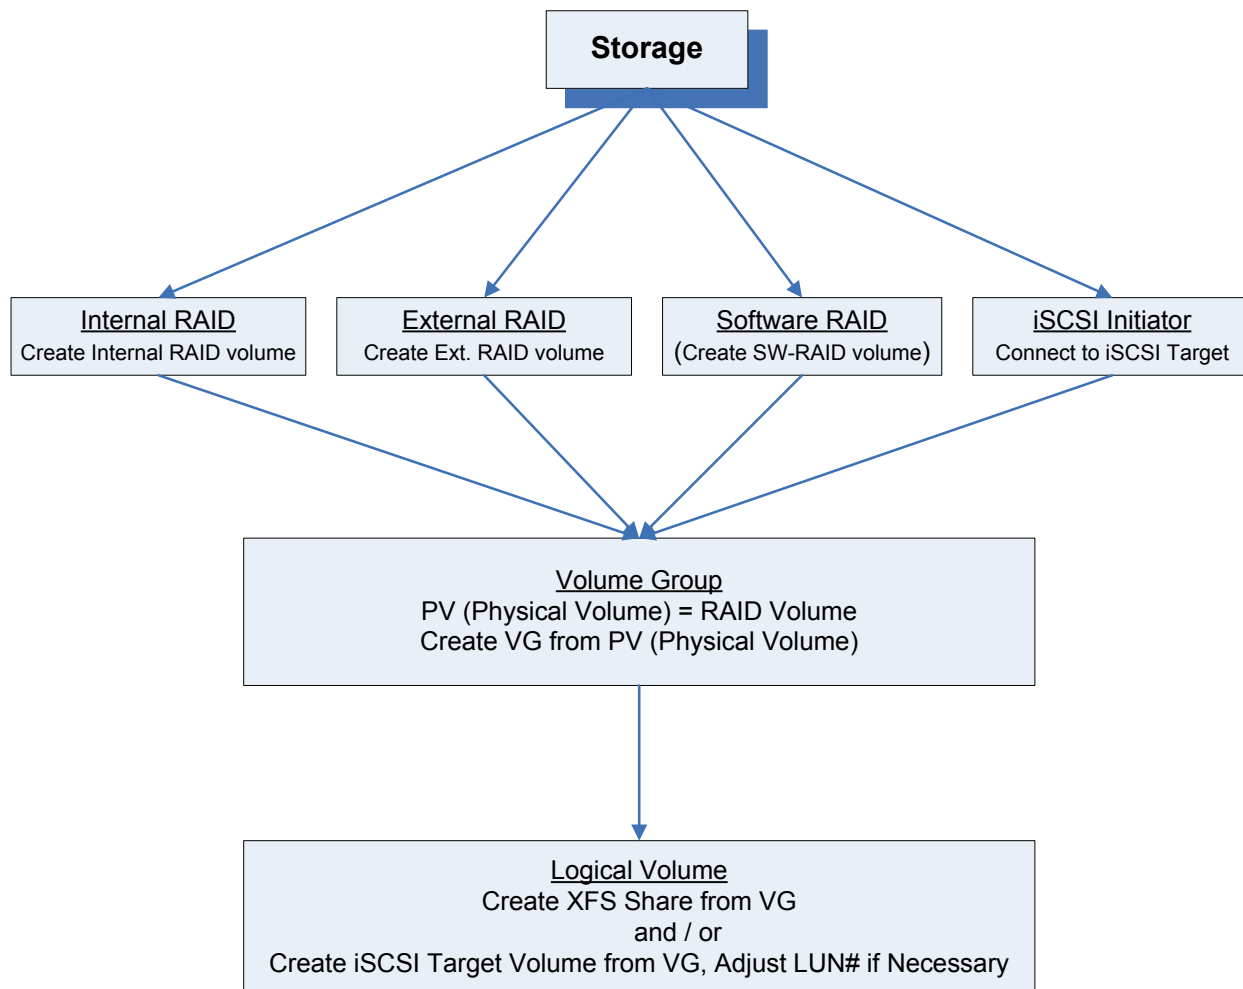 Storage
Internal RAID
Create Internal RAID volume
External RAID
Create Ext. RAID volume
Software RAID
(Create SW-RAID volume)
iSCSI Initiator
Connect to iSCSI Target
Volume Group
PV (Physical Volume) = RAID Volume
Create VG from PV (Physical Volume)
Logical Volume
Create XFS Share from VG
and / or
Create iSCSI Target Volume from VG, Adjust LUN# if Necessary